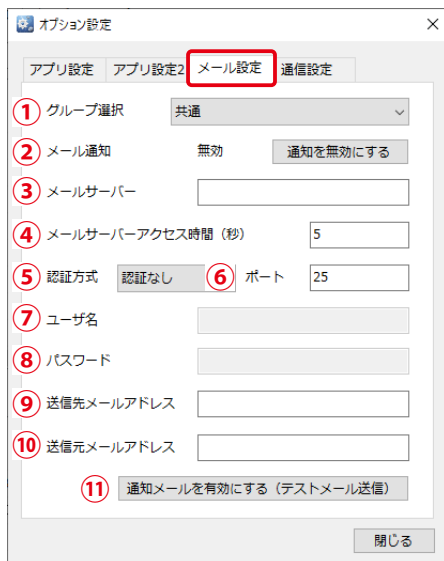 オプション設定
アプリ設定 アプリ設定2 メール設定 通信設定
① グループ選択 共通
② メール通知 無効 通知を無効にする
③ メールサーバー
④ メールサーバーアクセス時間（秒） 5
⑤ 認証方式 認証なし ⑥ ポート 25
⑦ ユーザ名
⑧ パスワード
⑨ 送信先メールアドレス
⑩ 送信元メールアドレス
⑪ 通知メールを有効にする（テストメール送信）
閉じる